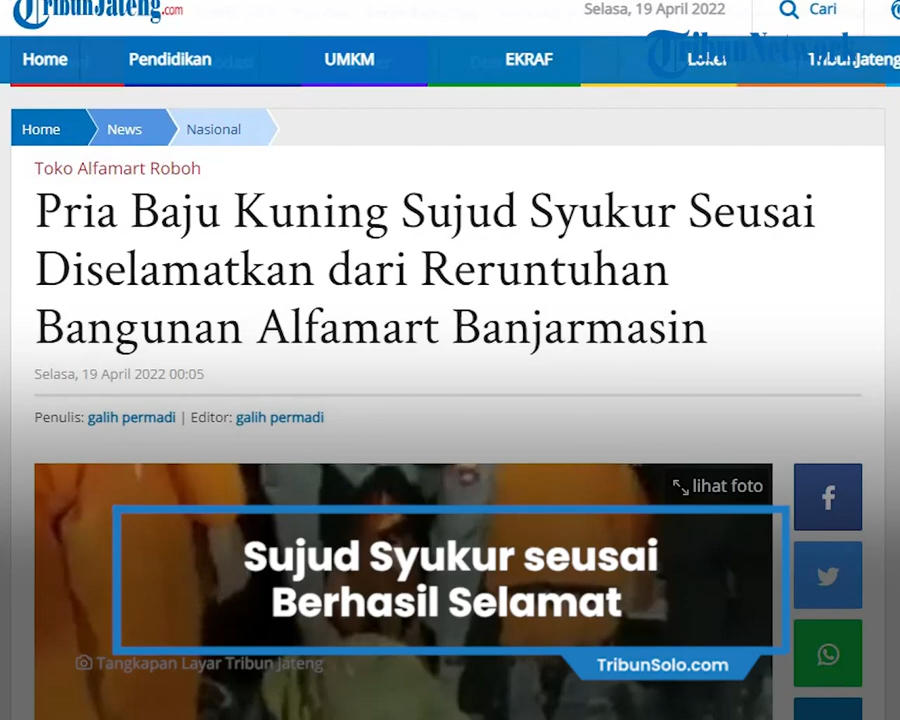 TribunJateng.com
Selasa, 19 April 2022
Cari
Tribun Network
Home Pendidikan UMKM EKRAF Loker TribunJateng
Home News Nasional
Toko Alfamart Roboh
Pria Baju Kuning Sujud Syukur Seusai
Diselamatkan dari Reruntuhan
Bangunan Alfamart Banjarmasin
Selasa, 19 April 2022 00:05
Penulis: galih permadi | Editor: galih permadi
lihat foto
Sujud Syukur seusai
Berhasil Selamat
Tangkapan Layar Tribun Jateng
TribunSolo.com